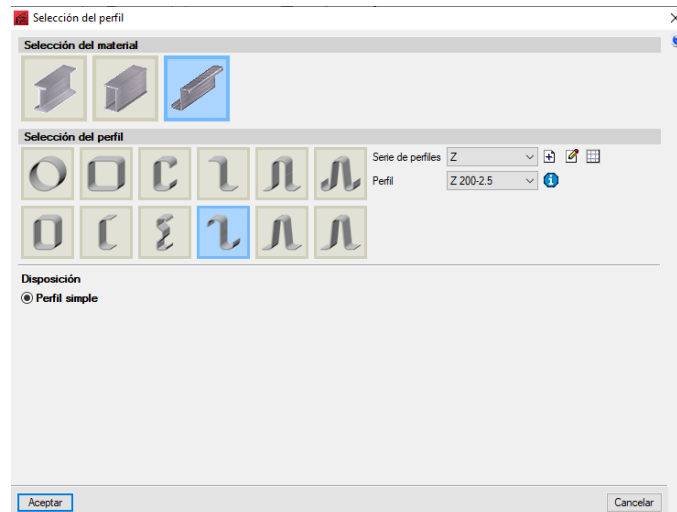 Selección del perfil
Selección del material
Selección del perfil
Serie de perfiles Z
Perfil Z 200-2.5
Disposición
Perfil simple
Aceptar Cancelar